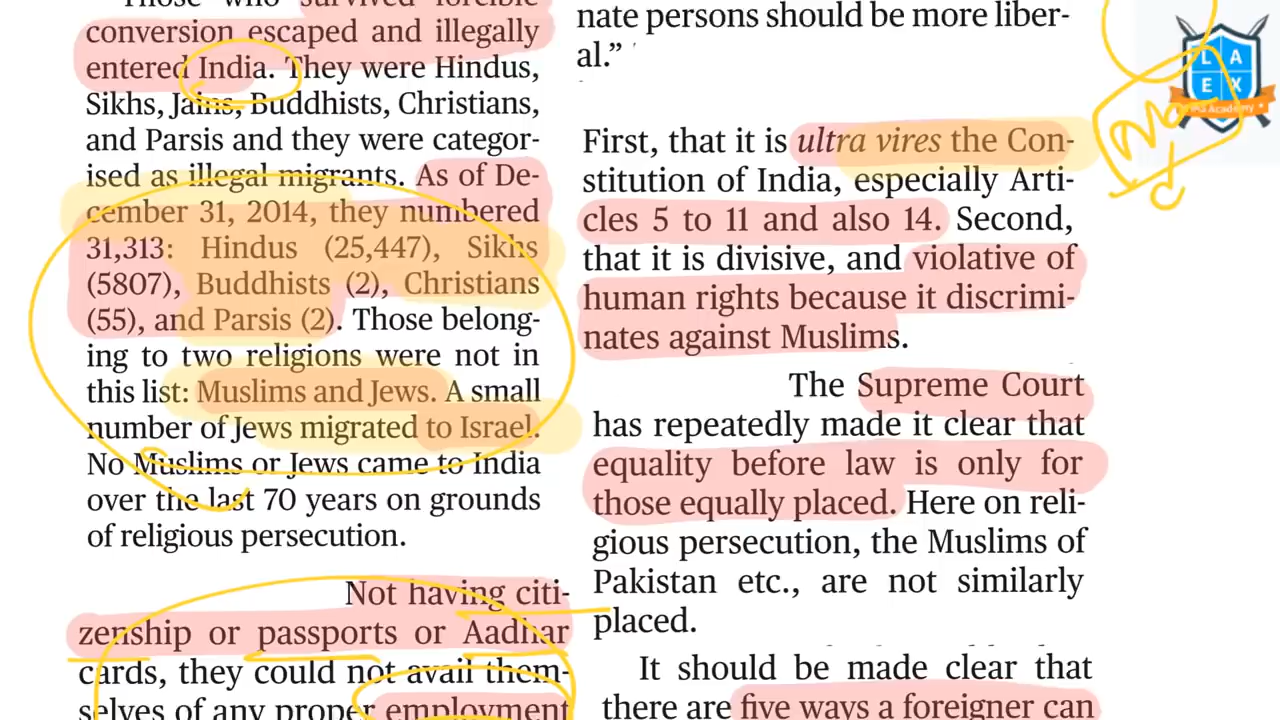 Those who survived forcible
conversion escaped and illegally
entered India. They were Hindus,
Sikhs, Jains, Buddhists, Christians,
and Parsis and they were categor-
ised as illegal migrants. As of De-
cember 31, 2014, they numbered
31,313: Hindus (25,447), Sikhs
(5807), Buddhists (2), Christians
(55), and Parsis (2). Those belong-
ing to two religions were not in
this list: Muslims and Jews. A small
number of Jews migrated to Israel.
No Muslims or Jews came to India
over the last 70 years on grounds
of religious persecution.
Not having citi-
zenship or passports or Aadhar
cards, they could not avail them-
selves of any proper employment
nate persons should be more liber-
al.”
First, that it is ultra vires the Con-
stitution of India, especially Arti-
cles 5 to 11 and also 14. Second,
that it is divisive, and violative of
human rights because it discrimi-
nates against Muslims.
The Supreme Court
has repeatedly made it clear that
equality before law is only for
those equally placed. Here on reli-
gious persecution, the Muslims of
Pakistan etc., are not similarly
placed.
It should be made clear that
there are five ways a foreigner can
L A
E X
Academy